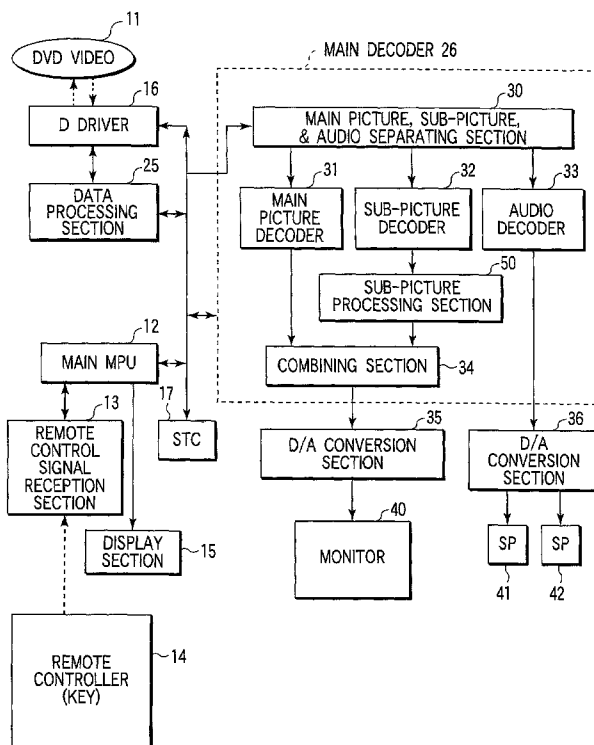 11
DVD VIDEO
MAIN DECODER 26
16
D DRIVER
30
MAIN PICTURE, SUB-PICTURE,
& AUDIO SEPARATING SECTION
25
DATA
PROCESSING
SECTION
31
MAIN
PICTURE
DECODER
32
SUB-PICTURE
DECODER
33
AUDIO
DECODER
50
SUB-PICTURE
PROCESSING SECTION
12
MAIN MPU
COMBINING SECTION
34
13
REMOTE
CONTROL
SIGNAL
RECEPTION
SECTION
17
STC
35
D/A CONVERSION
SECTION
36
D/A
CONVERSION
SECTION
DISPLAY
SECTION
15
40
MONITOR
SP
41
SP
42
REMOTE
CONTROLLER
(KEY)
14